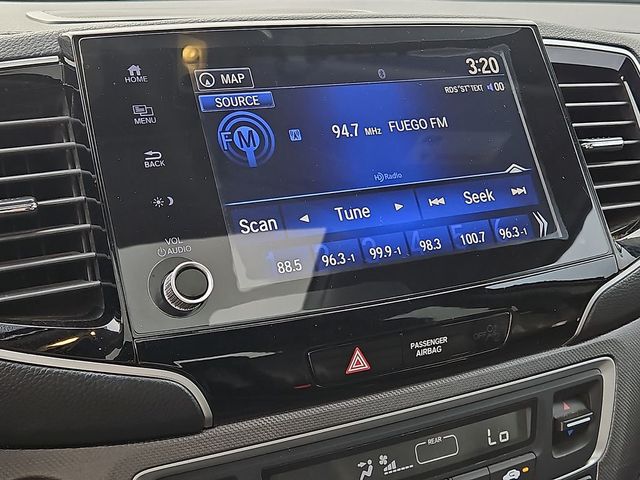 HOME
MAP
3:20
MENU
SOURCE
RDS "ST" TEXT 00
FM
94.7 MHz FUEGO FM
BACK
HD Radio
Scan Tune Seek
VOL
AUDIO
88.5 96.3-1 99.9-1 98.3 100.7 96.3-1
PASSENGER
AIRBAG
OFF
REAR
Lo